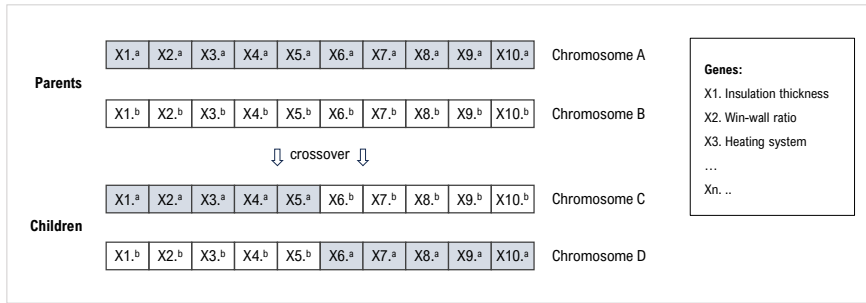 Parents
X1.ᵃ X2.ᵃ X3.ᵃ X4.ᵃ X5.ᵃ X6.ᵃ X7.ᵃ X8.ᵃ X9.ᵃ X10.ᵃ Chromosome A
X1.ᵇ X2.ᵇ X3.ᵇ X4.ᵇ X5.ᵇ X6.ᵇ X7.ᵇ X8.ᵇ X9.ᵇ X10.ᵇ Chromosome B
crossover
Children
X1.ᵃ X2.ᵃ X3.ᵃ X4.ᵃ X5.ᵃ X6.ᵇ X7.ᵇ X8.ᵇ X9.ᵇ X10.ᵇ Chromosome C
X1.ᵇ X2.ᵇ X3.ᵇ X4.ᵇ X5.ᵇ X6.ᵃ X7.ᵃ X8.ᵃ X9.ᵃ X10.ᵃ Chromosome D
Genes:
X1. Insulation thickness
X2. Win-wall ratio
X3. Heating system
…
Xn. ..